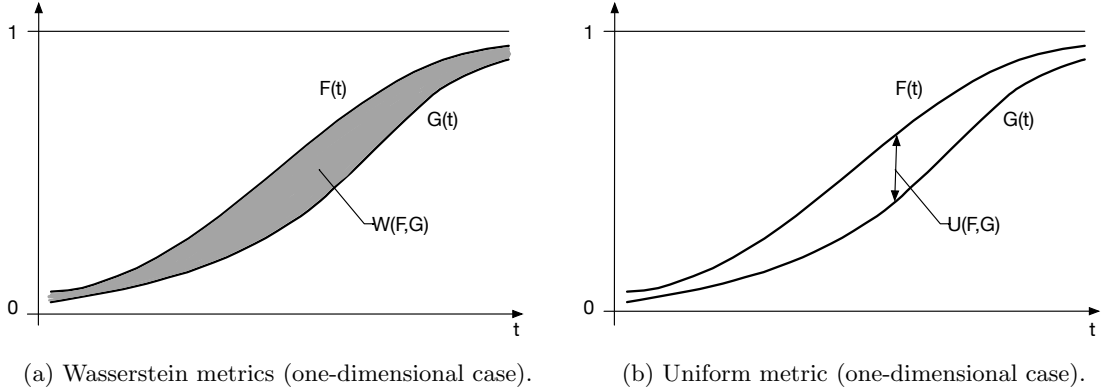 1
F(t)
G(t)
W(F,G)
0
t
(a) Wasserstein metrics (one-dimensional case).
1
F(t)
G(t)
U(F,G)
0
t
(b) Uniform metric (one-dimensional case).